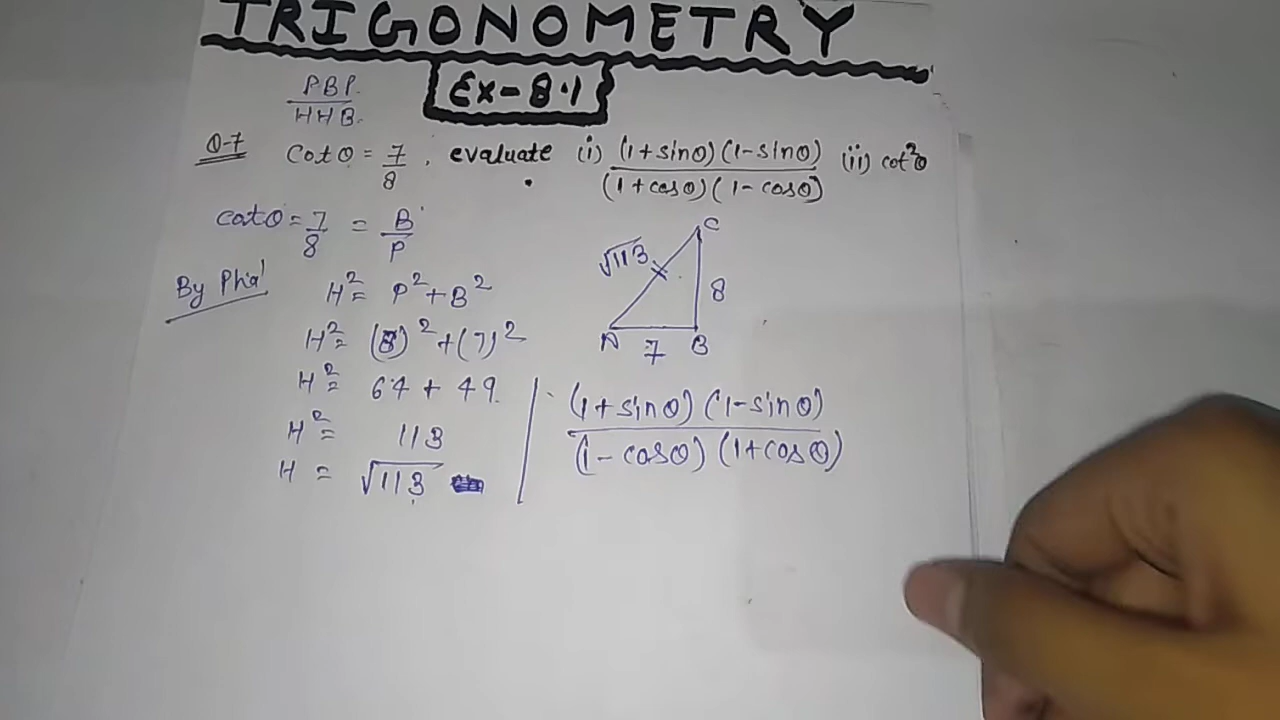 TRIGONOMETRY
Ex-8.1
PBP
HHB
Q-7 Cot θ = 7/8, evaluate (i) (1+sinθ)(1-sinθ)/(1+cosθ)(1-cosθ) (ii) cot²θ
cotθ = 7/8 = B/P
By Pha'
H² = P²+B²
H² = (8)²+(7)²
H² = 64 + 49
H² = 113
H = √113
C
√113
8
A 7 B
(1+sinθ)(1-sinθ)
(1-cosθ)(1+cosθ)